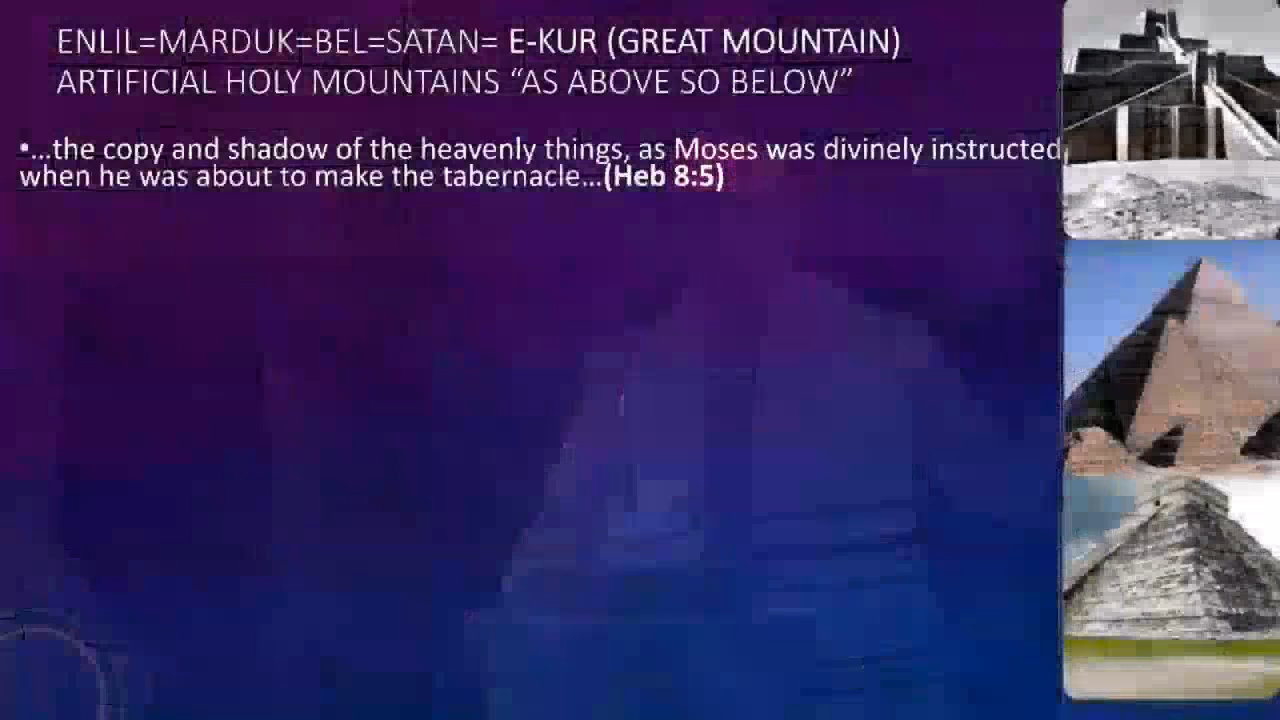 ENLIL=MARDUK=BEL=SATAN= E-KUR (GREAT MOUNTAIN)
ARTIFICIAL HOLY MOUNTAINS “AS ABOVE SO BELOW”
•…the copy and shadow of the heavenly things, as Moses was divinely instructed
when he was about to make the tabernacle…(Heb 8:5)